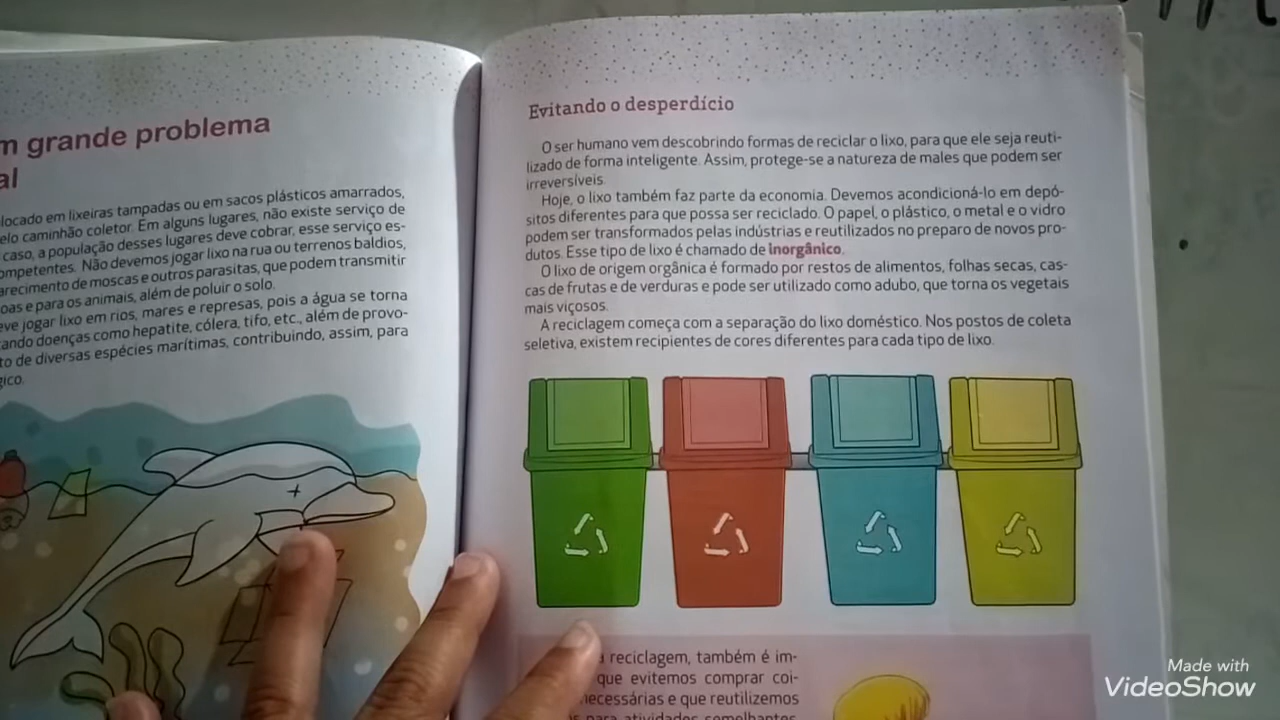 m grande problema
al
locado em lixeiras tampadas ou em sacos plásticos amarrados,
elo caminhão coletor. Em alguns lugares, não existe serviço de
caso, a população desses lugares deve cobrar, esse serviço es-
ompetentes. Não devemos jogar lixo na rua ou terrenos baldios,
arecimento de moscas e outros parasitas, que podem transmitir
oas e para os animais, além de poluir o solo.
eve jogar lixo em rios, mares e represas, pois a água se torna
ando doenças como hepatite, cólera, tifo, etc., além de provo-
to de diversas espécies marítimas, contribuindo, assim, para
gico.
Evitando o desperdício
O ser humano vem descobrindo formas de reciclar o lixo, para que ele seja reuti-
lizado de forma inteligente. Assim, protege-se a natureza de males que podem ser
irreversíveis.
Hoje, o lixo também faz parte da economia. Devemos acondicioná-lo em depó-
sitos diferentes para que possa ser reciclado. O papel, o plástico, o metal e o vidro
podem ser transformados pelas indústrias e reutilizados no preparo de novos pro-
dutos. Esse tipo de lixo é chamado de inorgânico.
O lixo de origem orgânica é formado por restos de alimentos, folhas secas, cas-
cas de frutas e de verduras e pode ser utilizado como adubo, que torna os vegetais
mais viçosos.
A reciclagem começa com a separação do lixo doméstico. Nos postos de coleta
seletiva, existem recipientes de cores diferentes para cada tipo de lixo.
a reciclagem, também é im-
que evitemos comprar coi-
necessárias e que reutilizemos
para atividades semelhantes,
Made with
VideoShow